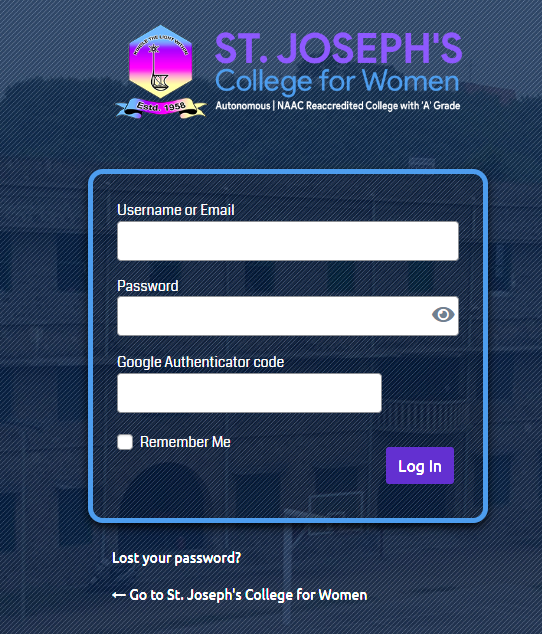 ST. JOSEPH'S
College for Women
Autonomous | NAAC Reaccredited College with 'A' Grade
Estd. 1958
Username or Email
Password
Google Authenticator code
Remember Me
Log In
Lost your password?
← Go to St. Joseph's College for Women